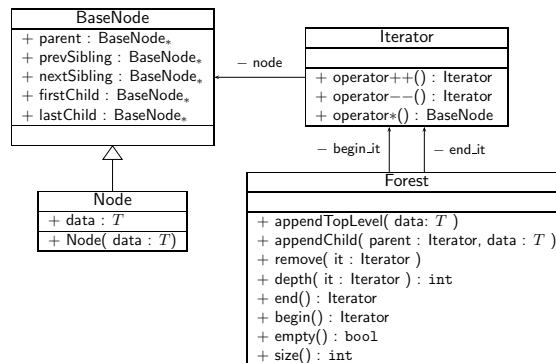 BaseNode
+ parent : BaseNode*
+ prevSibling : BaseNode*
+ nextSibling : BaseNode*
+ firstChild : BaseNode*
+ lastChild : BaseNode*
Node
+ data : T
+ Node( data : T)
− node
Iterator
+ operator++() : Iterator
+ operator−−() : Iterator
+ operator*() : BaseNode
− begin_it
− end_it
Forest
+ appendTopLevel( data: T )
+ appendChild( parent : Iterator, data : T )
+ remove( it : Iterator )
+ depth( it : Iterator ) : int
+ end() : Iterator
+ begin() : Iterator
+ empty() : bool
+ size() : int